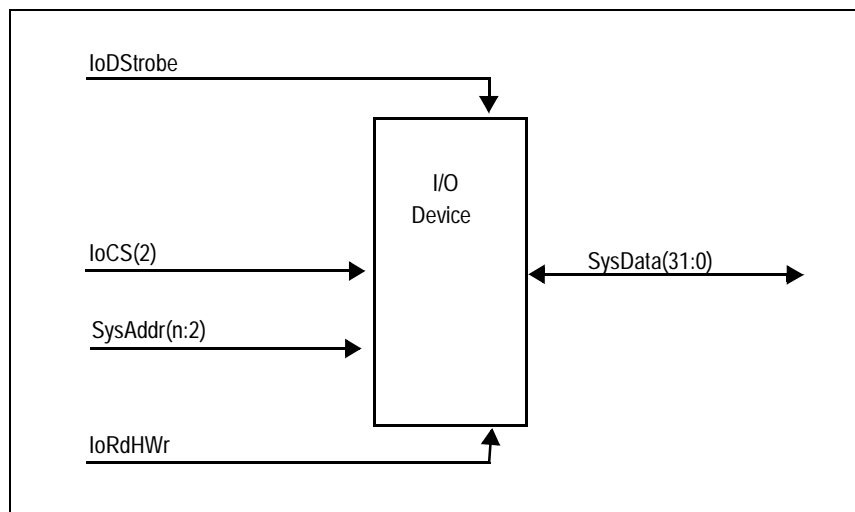 IoDStrobe
I/O
Device
IoCS(2)
SysData(31:0)
SysAddr(n:2)
IoRdHWr